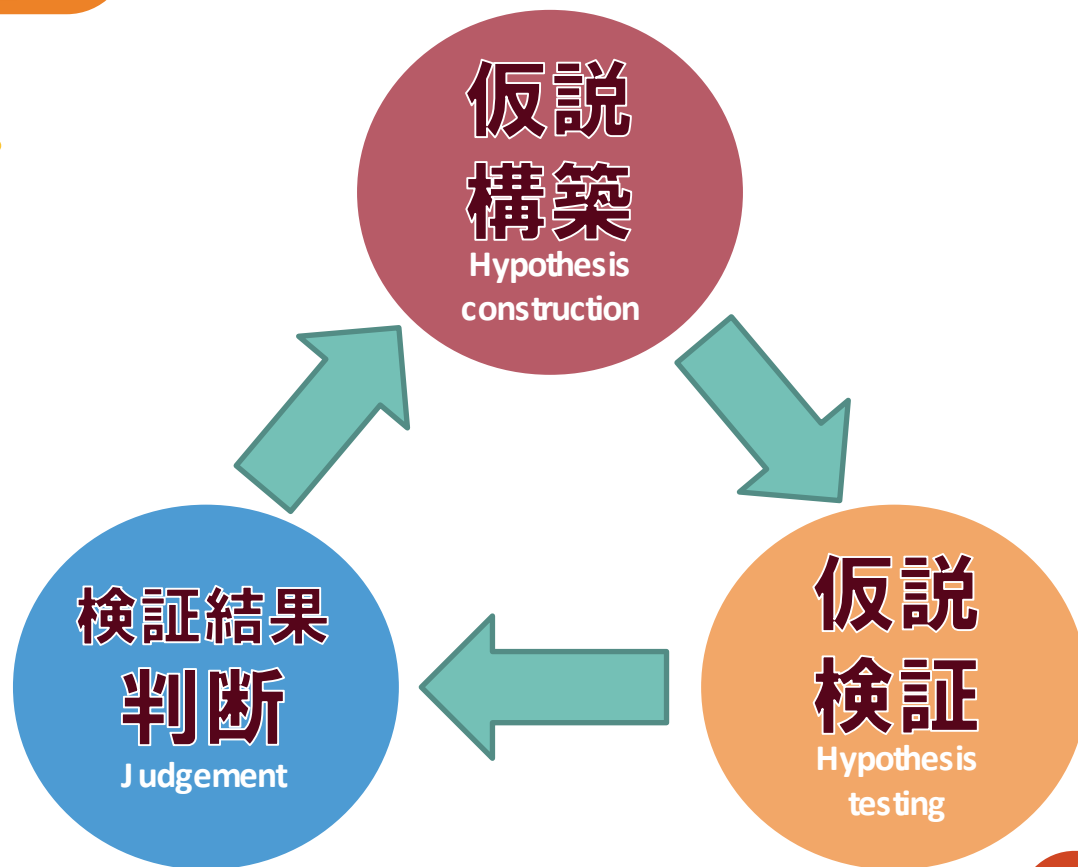 仮説
構築
Hypothesis
construction
検証結果
判断
Judgement
仮説
検証
Hypothesis
testing